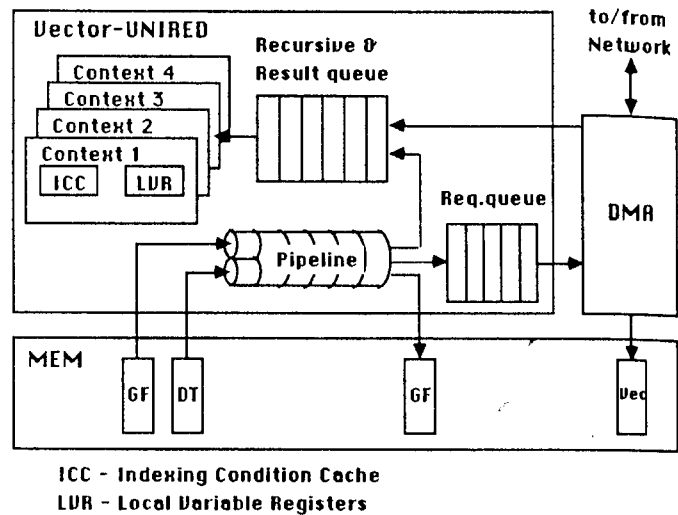 Vector-UNIRED
to/from
Network
Recursive &
Result queue
Context 4
Context 3
Context 2
Context 1
ICC
LVR
Req.queue
DMA
Pipeline
MEM
GF
DT
GF
Vec
ICC - Indexing Condition Cache
LVR - Local Variable Registers